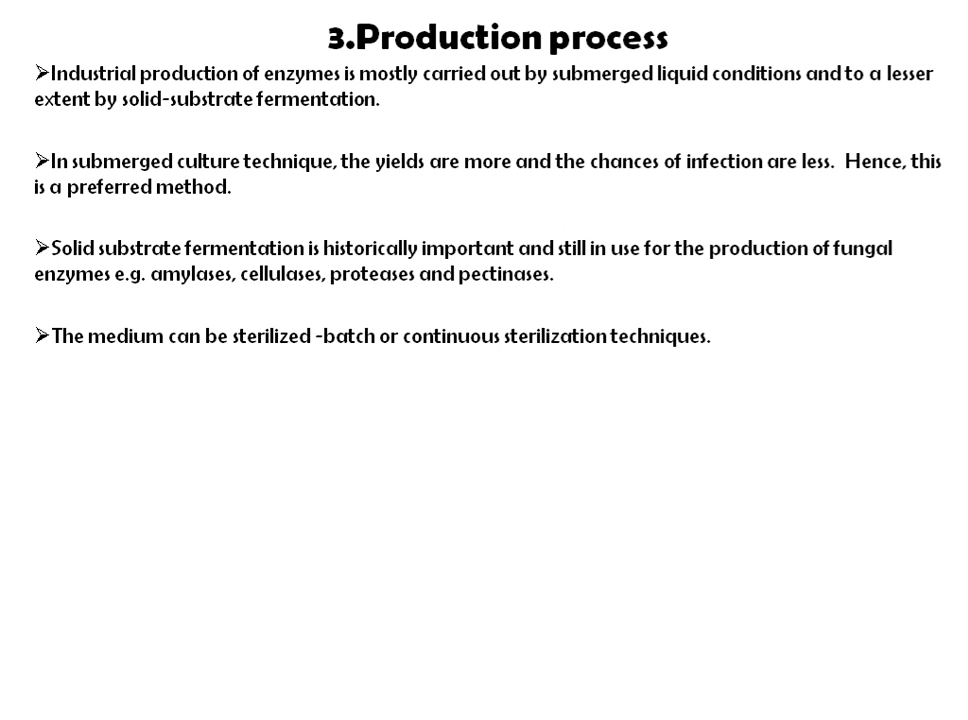 3.Production process
➢Industrial production of enzymes is mostly carried out by submerged liquid conditions and to a lesser
extent by solid-substrate fermentation.
➢In submerged culture technique, the yields are more and the chances of infection are less.  Hence, this
is a preferred method.
➢Solid substrate fermentation is historically important and still in use for the production of fungal
enzymes e.g. amylases, cellulases, proteases and pectinases.
➢The medium can be sterilized -batch or continuous sterilization techniques.